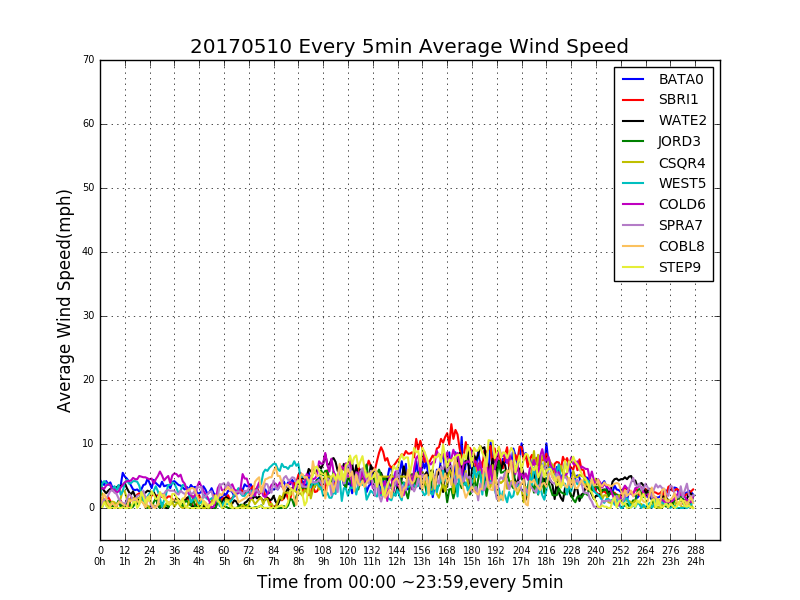 20170510 Every 5min Average Wind Speed
70
60
50
40
30
20
10
0
Average Wind Speed(mph)
BATA0
SBRI1
WATE2
JORD3
CSQR4
WEST5
COLD6
SPRA7
COBL8
STEP9
0 12 24 36 48 60 72 84 96 108 120 132 144 156 168 180 192 204 216 228 240 252 264 276 288
0h 1h 2h 3h 4h 5h 6h 7h 8h 9h 10h 11h 12h 13h 14h 15h 16h 17h 18h 19h 20h 21h 22h 23h 24h
Time from 00:00 ~23:59,every 5min